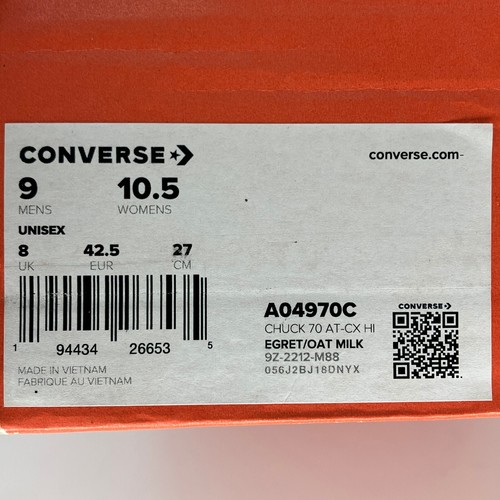 CONVERSE
converse.com
9 10.5
MENS WOMENS
UNISEX
8 42.5 27
UK EUR CM
1 94434 26653 5
MADE IN VIETNAM
FABRIQUE AU VIETNAM
A04970C
CHUCK 70 AT-CX HI
EGRET/OAT MILK
9Z-2212-M88
056J2BJ18DNYX
CONVERSE